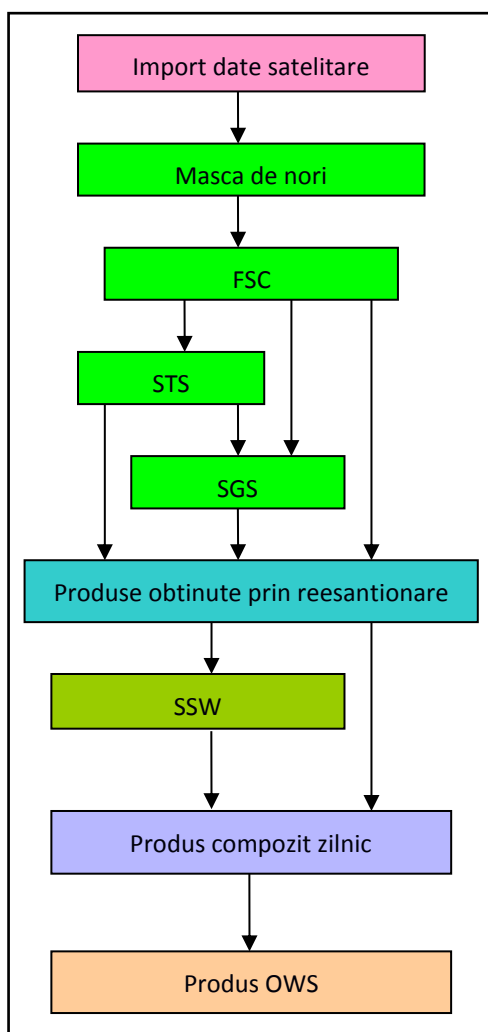 Import date satelitare
Masca de nori
FSC
STS
SGS
Produse obtinute prin reesantionare
SSW
Produs compozit zilnic
Produs OWS